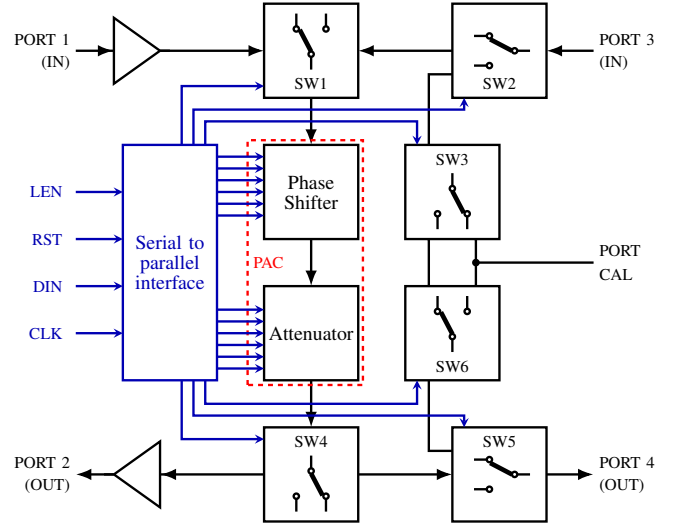 PORT 1
(IN)
SW1
SW2
PORT 3
(IN)
LEN
RST
DIN
CLK
Serial to
parallel
interface
Phase
Shifter
PAC
Attenuator
SW3
SW6
PORT
CAL
PORT 2
(OUT)
SW4
SW5
PORT 4
(OUT)